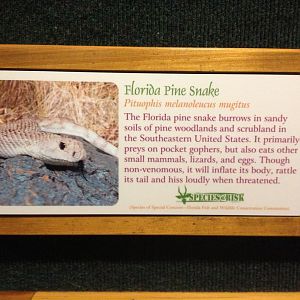 Florida Pine Snake
Pituophis melanoleucus mugitus
The Florida pine snake burrows in sandy
soils of pine woodlands and scrubland in
the Southeastern United States. It primarily
preys on pocket gophers, but also eats other
small mammals, lizards, and eggs. Though
non-venomous, it will inflate its body, rattle
its tail and hiss loudly when threatened.
SPECIES at RISK
(Species of Special Concern - Florida Fish and Wildlife Conservation Commission)